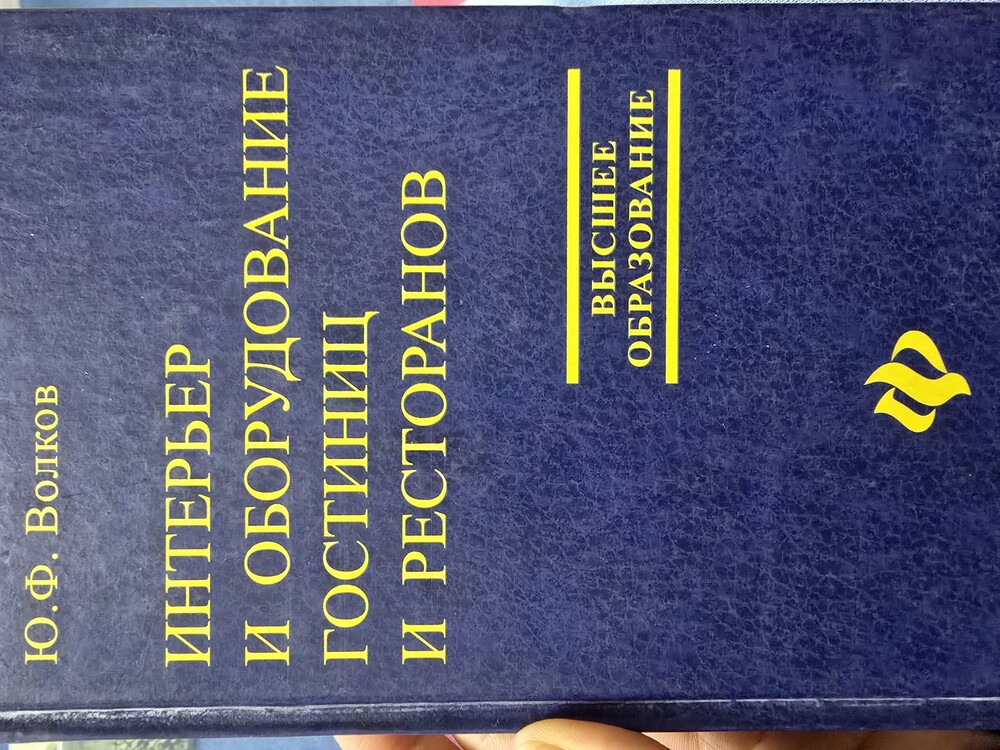 Ю.Ф. Волков
ИНТЕРЬЕР
И ОБОРУДОВАНИЕ
ГОСТИНИЦ
И РЕСТОРАНОВ
ВЫСШЕЕ
ОБРАЗОВАНИЕ